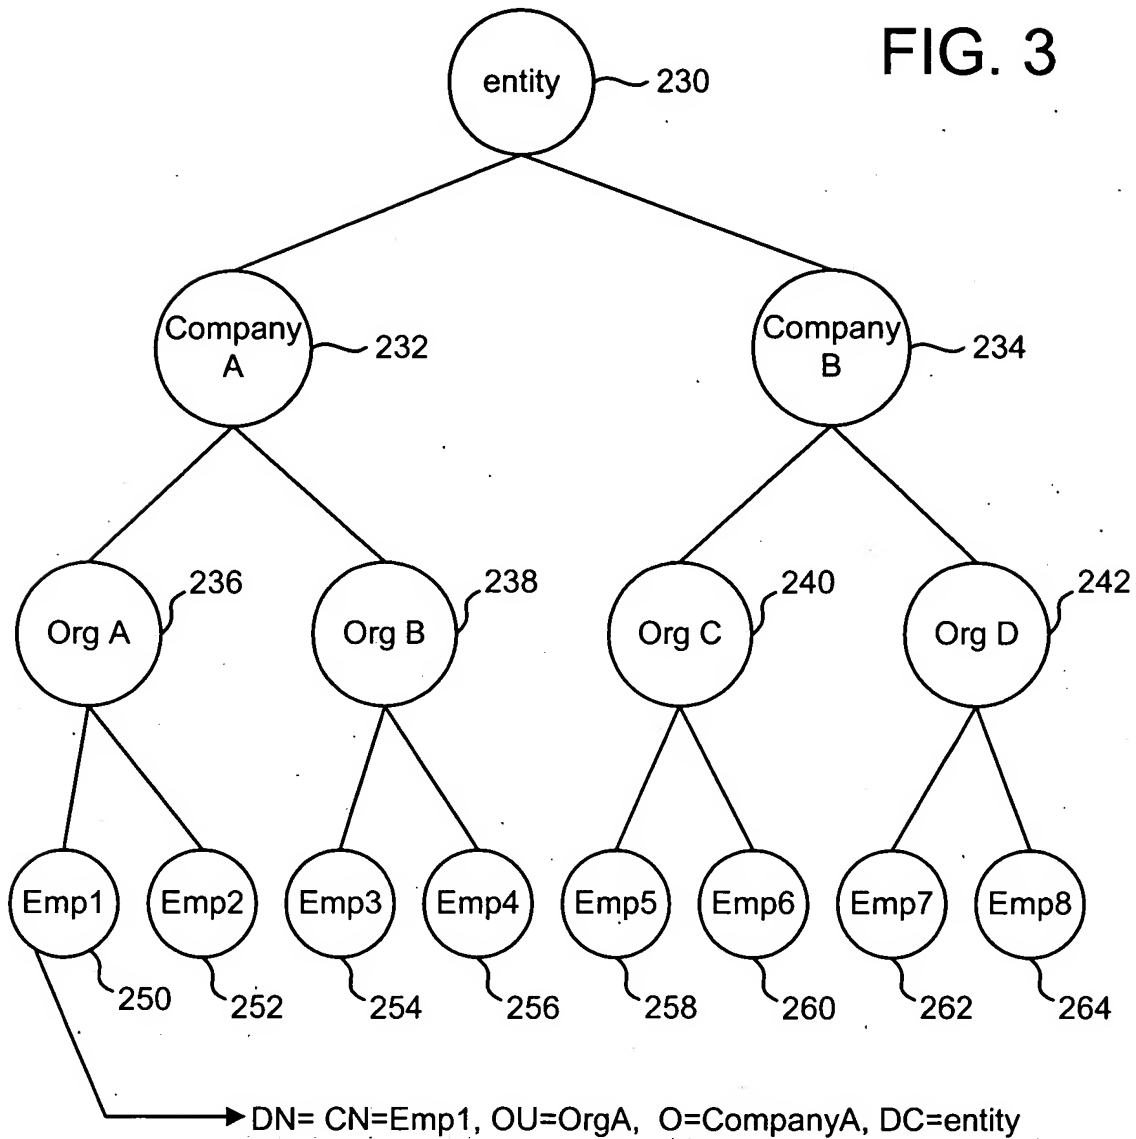 FIG. 3
entity
230
Company
A
232
Company
B
234
Org A
236
Org B
238
Org C
240
Org D
242
Emp1
Emp2
Emp3
Emp4
Emp5
Emp6
Emp7
Emp8
250
252
254
256
258
260
262
264
DN= CN=Emp1, OU=OrgA, O=CompanyA, DC=entity